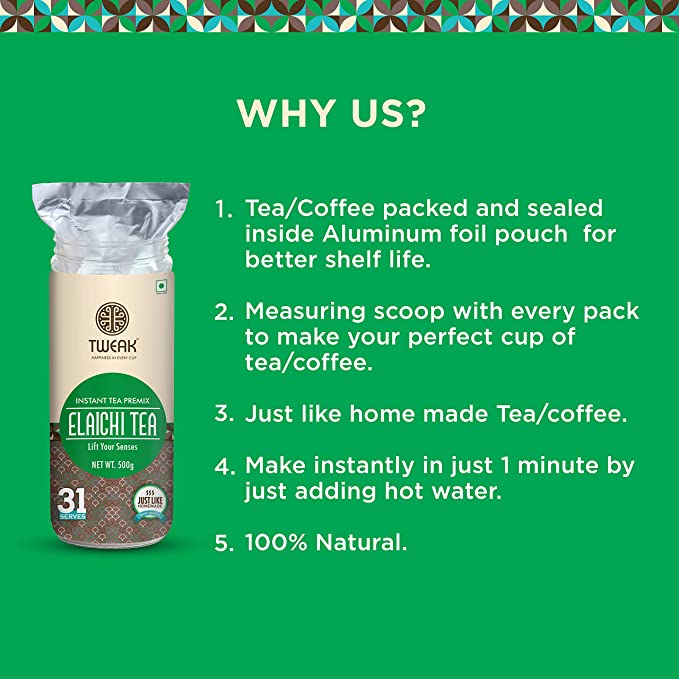 WHY US?
1. Tea/Coffee packed and sealed
inside Aluminum foil pouch for
better shelf life.
2. Measuring scoop with every pack
to make your perfect cup of
tea/coffee.
3. Just like home made Tea/coffee.
4. Make instantly in just 1 minute by
just adding hot water.
5. 100% Natural.
TWEAK
HAPPINESS IN EVERY CUP
INSTANT TEA PREMIX
ELAICHI TEA
Lift Your Senses
NET WT. 500g
31
SERVES
JUST LIKE
HOMEMADE